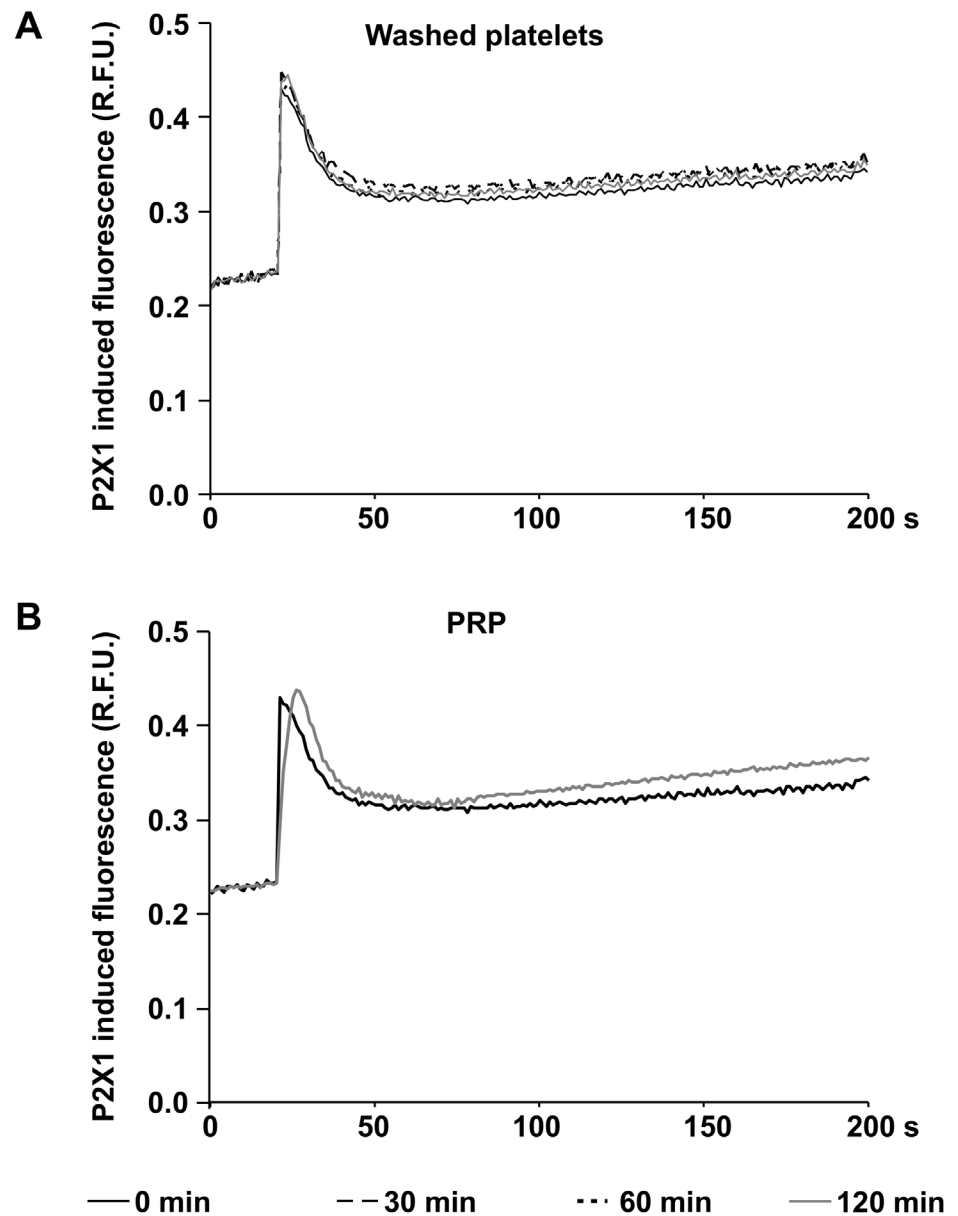 A
Washed platelets
P2X1 induced fluorescence (R.F.U.)
0.5
0.4
0.3
0.2
0.1
0.0
0 50 100 150 200 s
B
PRP
P2X1 induced fluorescence (R.F.U.)
0.5
0.4
0.3
0.2
0.1
0.0
0 50 100 150 200 s
0 min 30 min 60 min 120 min